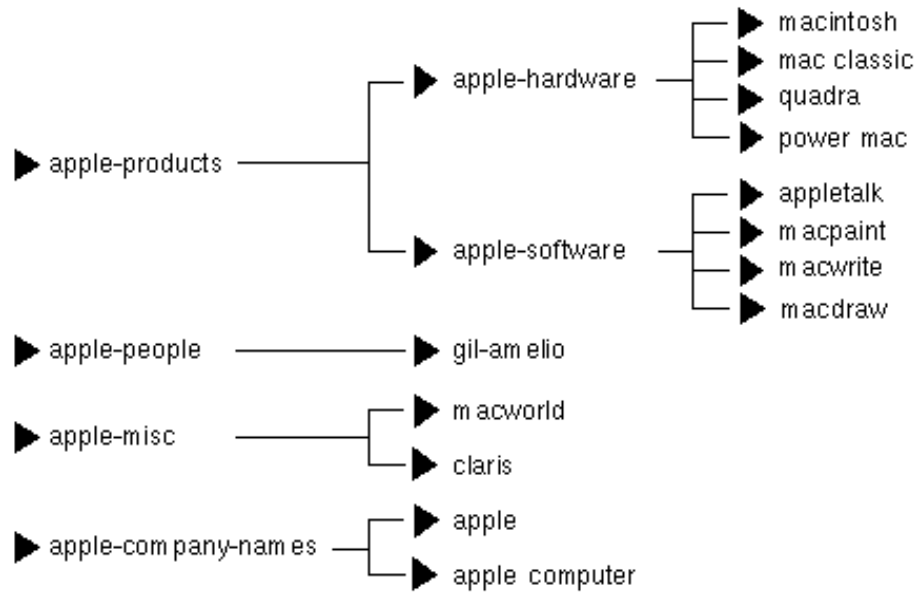 apple-products
apple-hardware
macintosh
mac classic
quadra
power mac
apple-software
appletalk
macpaint
macwrite
macdraw
apple-people
gil-amelio
apple-misc
macworld
claris
apple-company-names
apple
apple computer